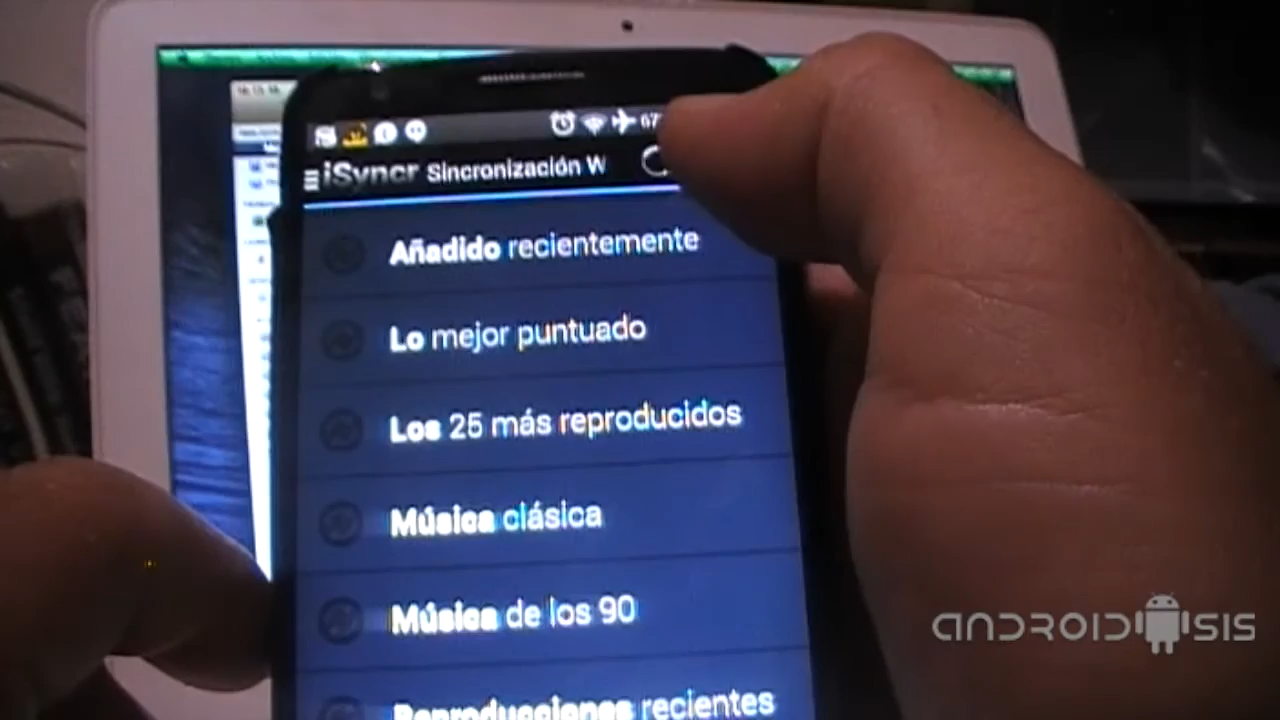 67
iSyncr Sincronización W
Añadido recientemente
Lo mejor puntuado
Los 25 más reproducidos
Música clásica
Música de los 90
Reproducciones recientes
ANDROIDSIS